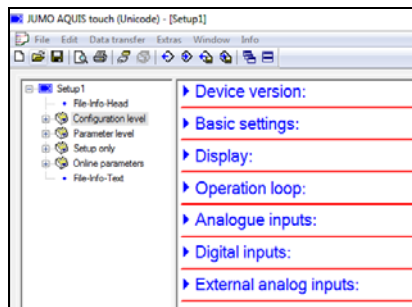 JUMO AQUIS touch (Unicode) - [Setup1]
File Edit Data transfer Extras Window Info
Setup1
File-Info-Head
Configuration level
Parameter level
Setup only
Online parameters
File-Info-Text
Device version:
Basic settings:
Display:
Operation loop:
Analogue inputs:
Digital inputs:
External analog inputs: